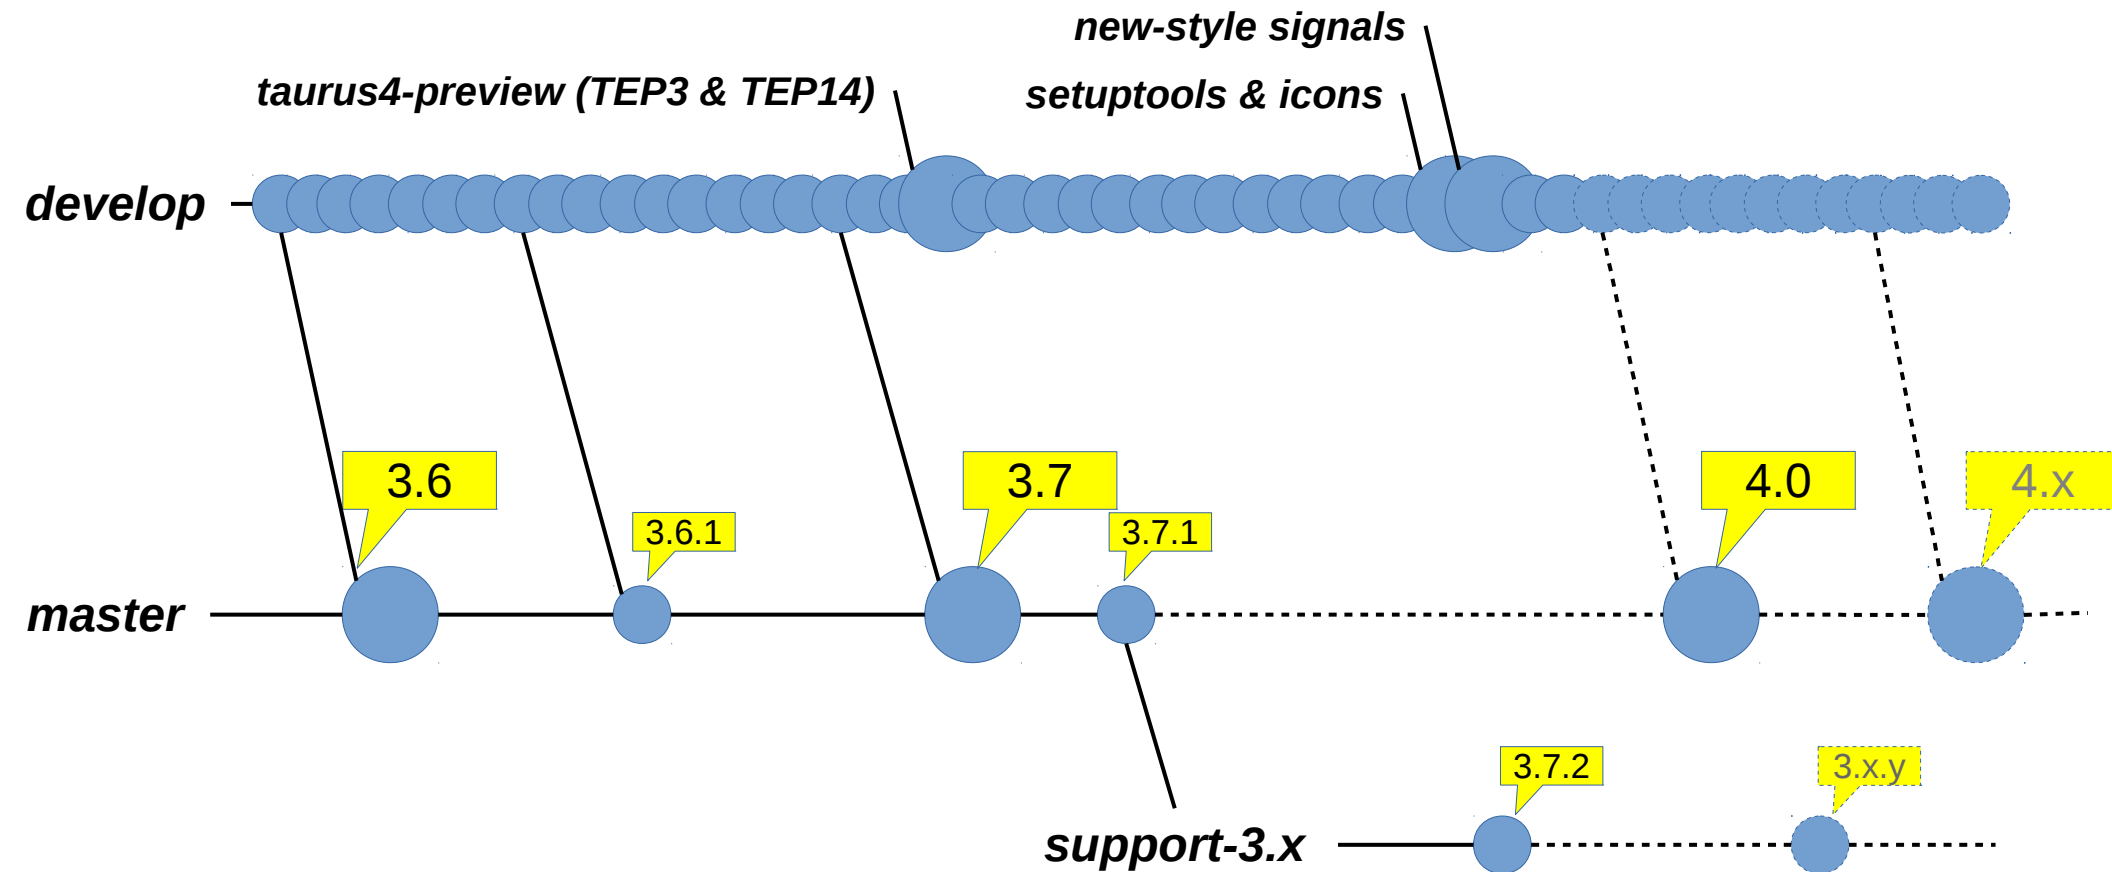 new-style signals
taurus4-preview (TEP3 & TEP14)
setuptools & icons
develop
3.6
3.7
4.0
4.x
3.6.1
3.7.1
master
3.7.2
3.x.y
support-3.x